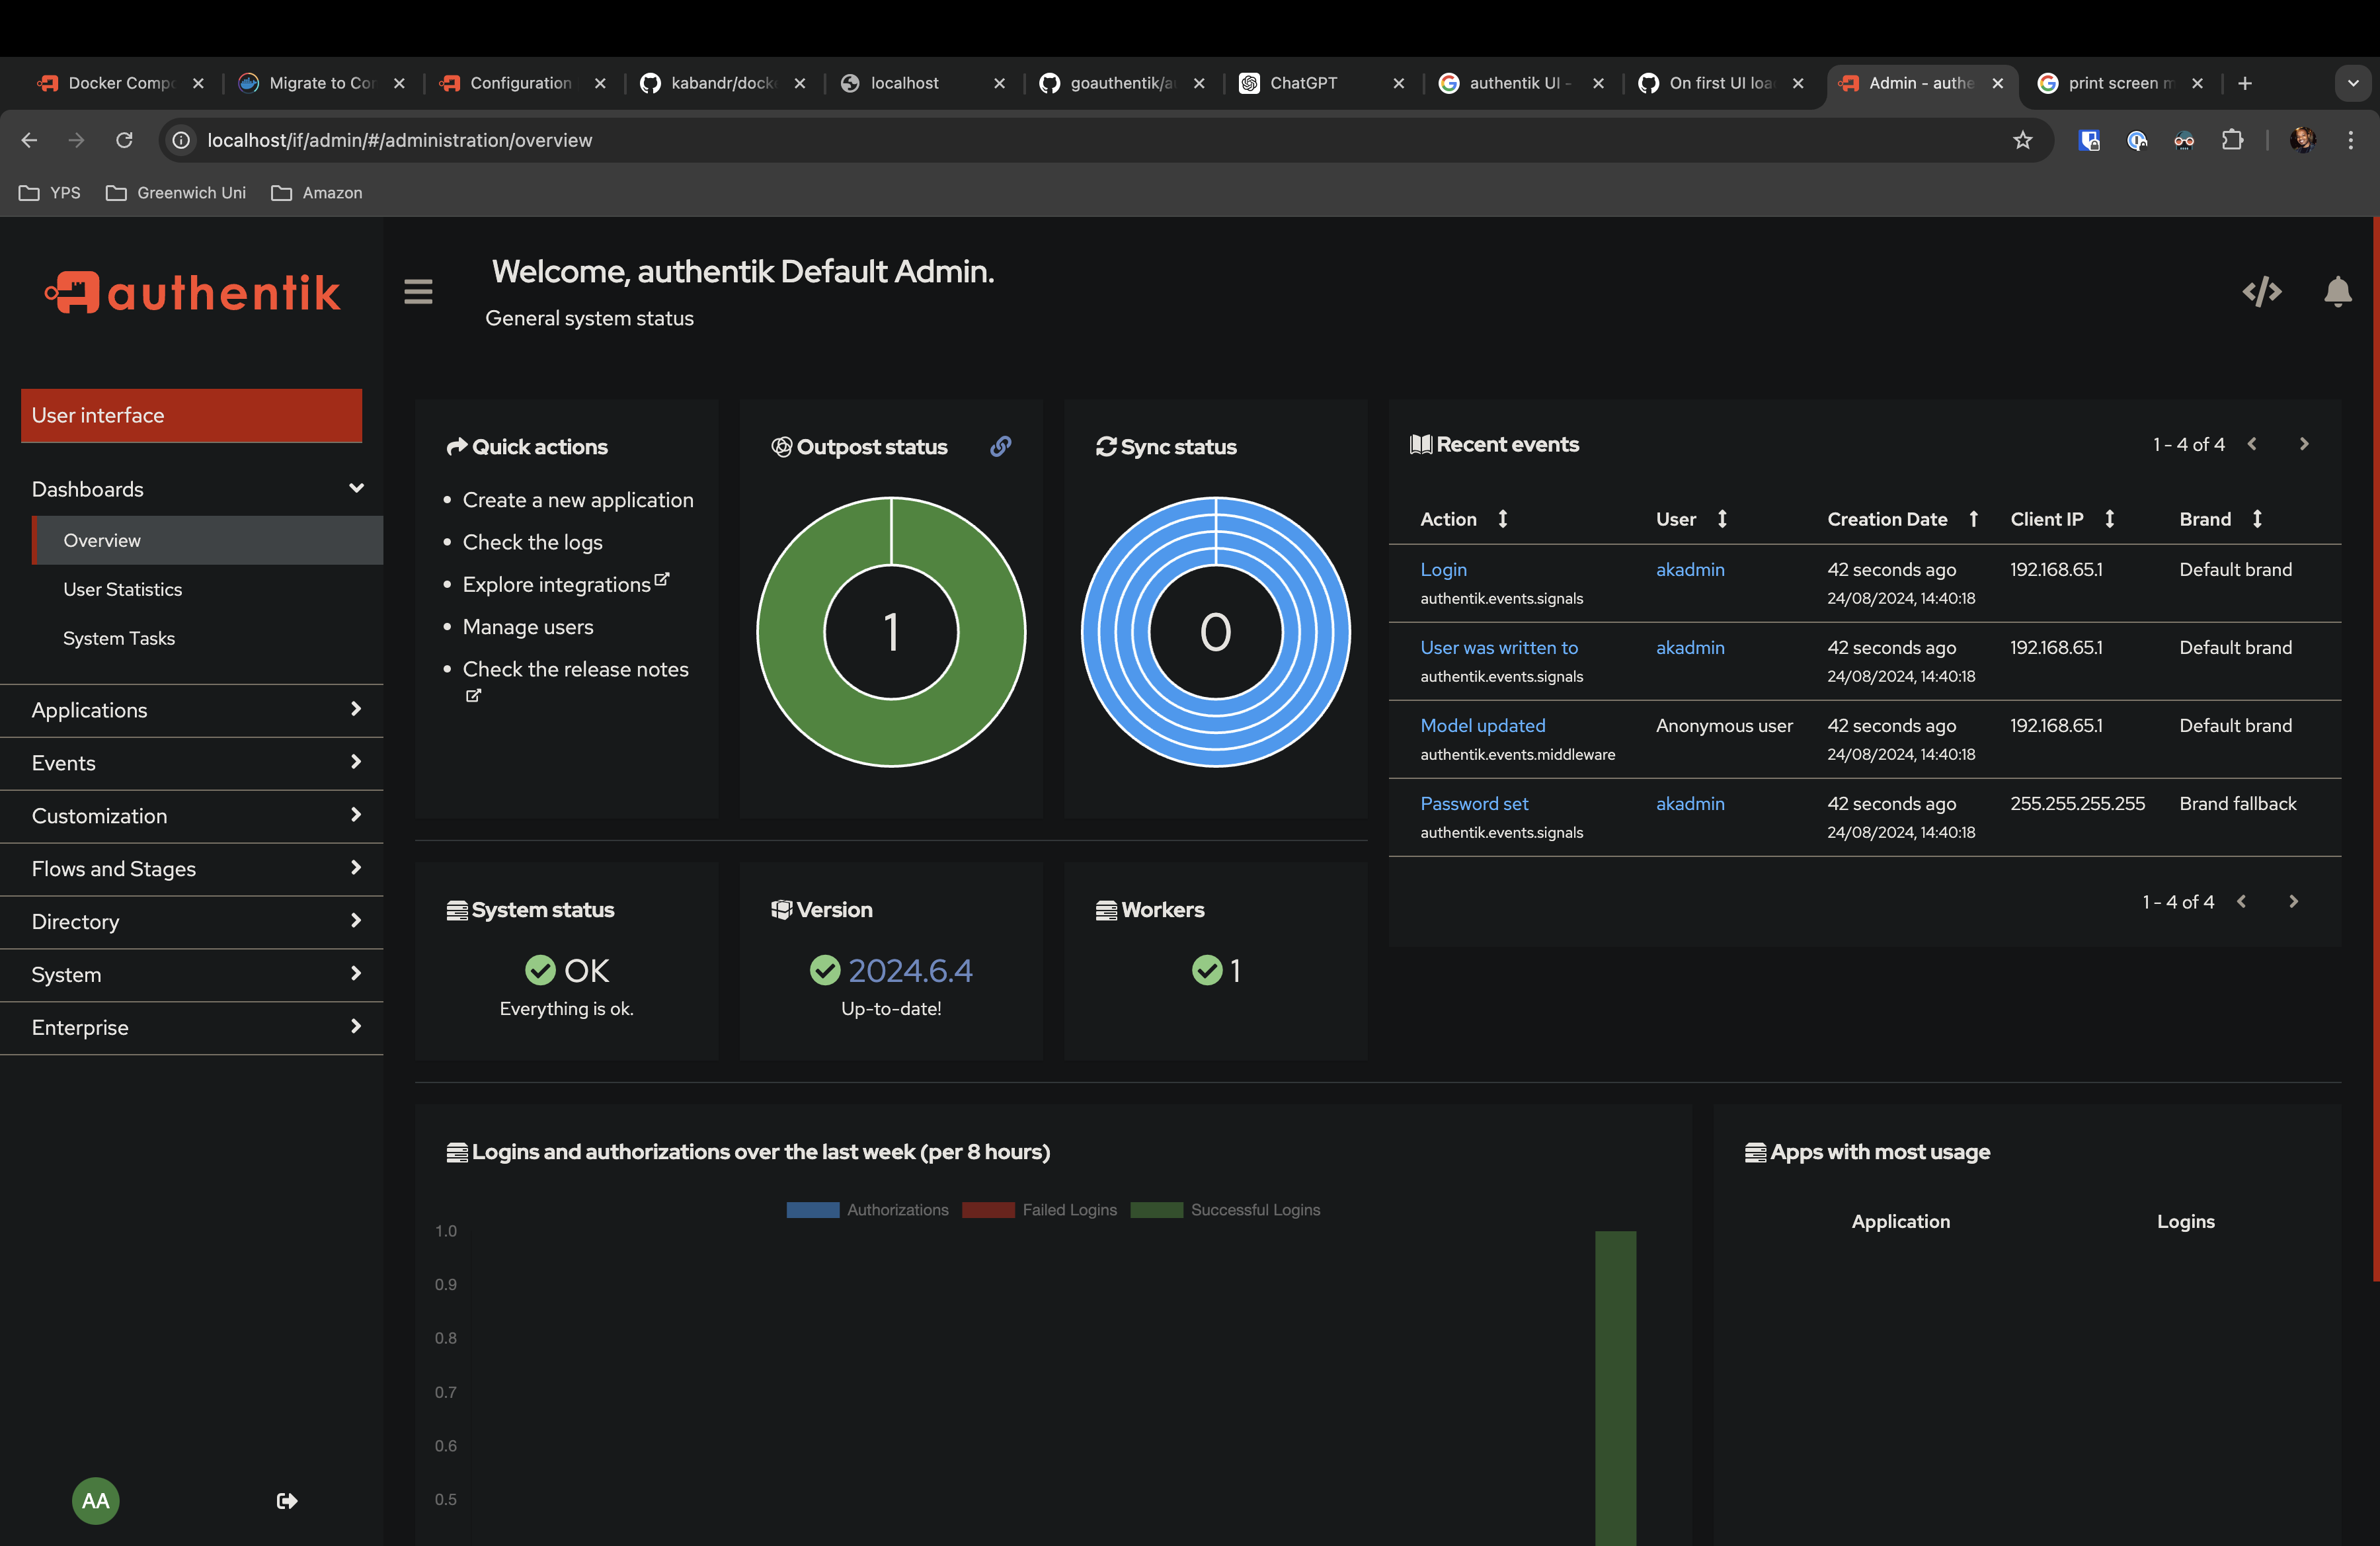 Docker Compo
Migrate to Con
Configuration
kabandr/docke
localhost
goauthentik/au
ChatGPT
authentik UI -
On first UI loa
Admin - authe
print screen m
localhost/if/admin/#/administration/overview
YPS
Greenwich Uni
Amazon
authentik
Welcome, authentik Default Admin.
General system status
User interface
Dashboards
Overview
User Statistics
System Tasks
Applications
Events
Customization
Flows and Stages
Directory
System
Enterprise
AA
Quick actions
Create a new application
Check the logs
Explore integrations
Manage users
Check the release notes
Outpost status
1
Sync status
0
Recent events
1 - 4 of 4
Action User Creation Date Client IP Brand
Login akadmin 42 seconds ago 192.168.65.1 Default brand
authentik.events.signals 24/08/2024, 14:40:18
User was written to akadmin 42 seconds ago 192.168.65.1 Default brand
authentik.events.signals 24/08/2024, 14:40:18
Model updated Anonymous user 42 seconds ago 192.168.65.1 Default brand
authentik.events.middleware 24/08/2024, 14:40:18
Password set akadmin 42 seconds ago 255.255.255.255 Brand fallback
authentik.events.signals 24/08/2024, 14:40:18
1 - 4 of 4
System status
OK
Everything is ok.
Version
2024.6.4
Up-to-date!
Workers
1
Logins and authorizations over the last week (per 8 hours)
Authorizations Failed Logins Successful Logins
1.0
0.9
0.8
0.7
0.6
0.5
Apps with most usage
Application Logins